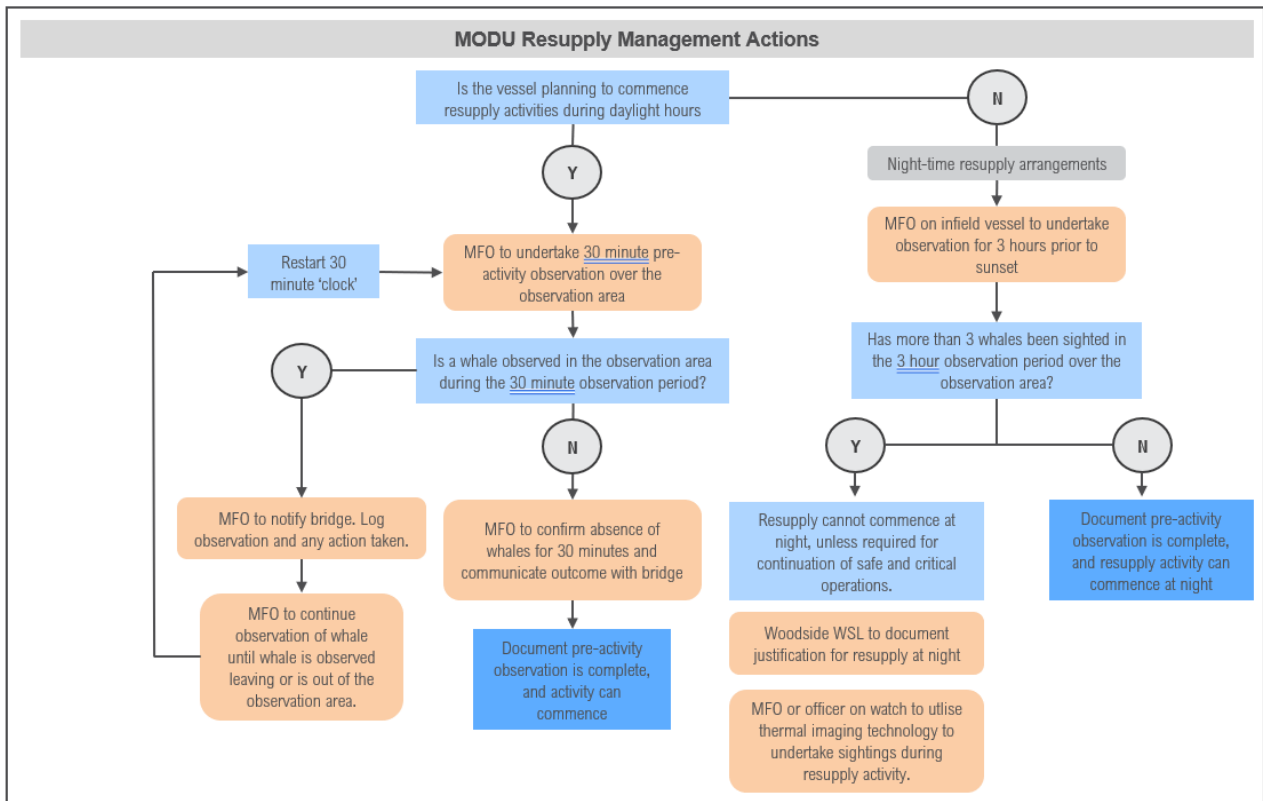 MODU Resupply Management Actions
Is the vessel planning to commence
resupply activities during daylight hours
N
Y
Night-time resupply arrangements
MFO on infield vessel to undertake
observation for 3 hours prior to
sunset
Restart 30
minute ‘clock’
MFO to undertake 30 minute pre-
activity observation over the
observation area
Is a whale observed in the observation area
during the 30 minute observation period?
Y
Has more than 3 whales been sighted in
the 3 hour observation period over the
observation area?
N
Y
N
MFO to notify bridge. Log
observation and any action taken.
MFO to confirm absence of
whales for 30 minutes and
communicate outcome with bridge
Resupply cannot commence at
night, unless required for
continuation of safe and critical
operations.
Document pre-activity
observation is complete,
and resupply activity can
commence at night
MFO to continue
observation of whale
until whale is observed
leaving or is out of the
observation area.
Document pre-activity
observation is complete,
and activity can
commence
Woodside WSL to document
justification for resupply at night
MFO or officer on watch to utlise
thermal imaging technology to
undertake sightings during
resupply activity.